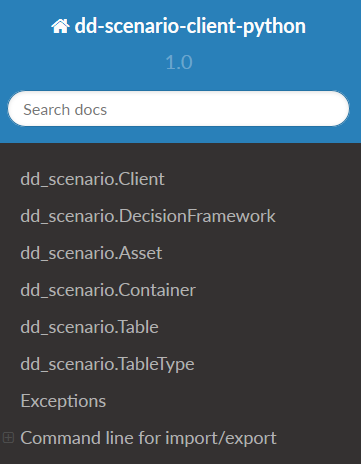 dd-scenario-client-python
1.0
Search docs
dd_scenario.Client
dd_scenario.DecisionFramework
dd_scenario.Asset
dd_scenario.Container
dd_scenario.Table
dd_scenario.TableType
Exceptions
Command line for import/export